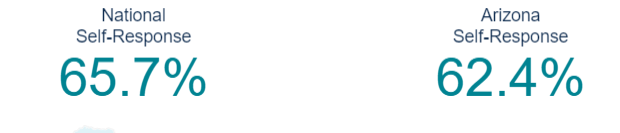 National
Self-Response
65.7%
Arizona
Self-Response
62.4%